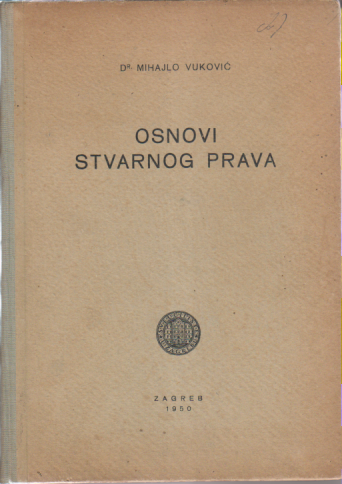 Dr. MIHAJLO VUKOVIĆ
OSNOVI
STVARNOG PRAVA
ZAGREB
1950